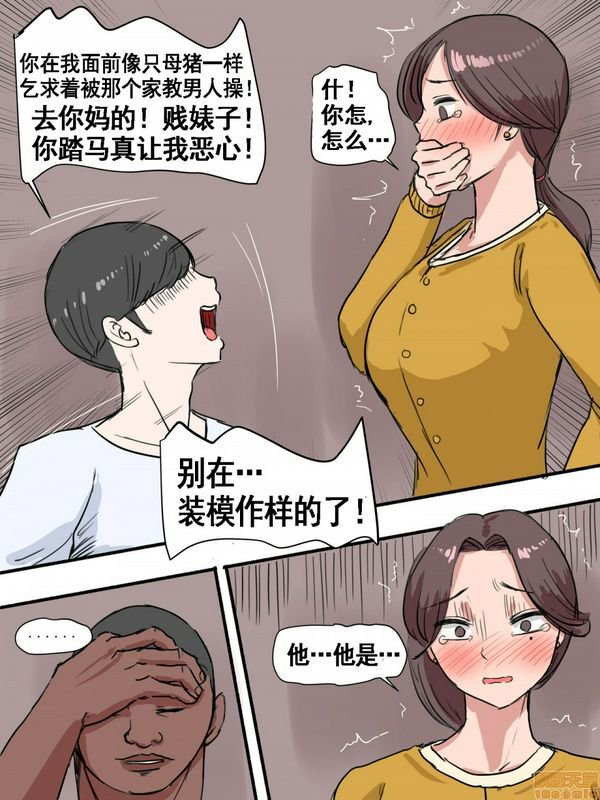 你在我面前像只母猪一样
乞求着被那个家教男人操！
去你妈的！贱婊子！
你踏马真让我恶心！
什！
你怎，
怎么…
别在…
装模作样的了！
……
他…他是…